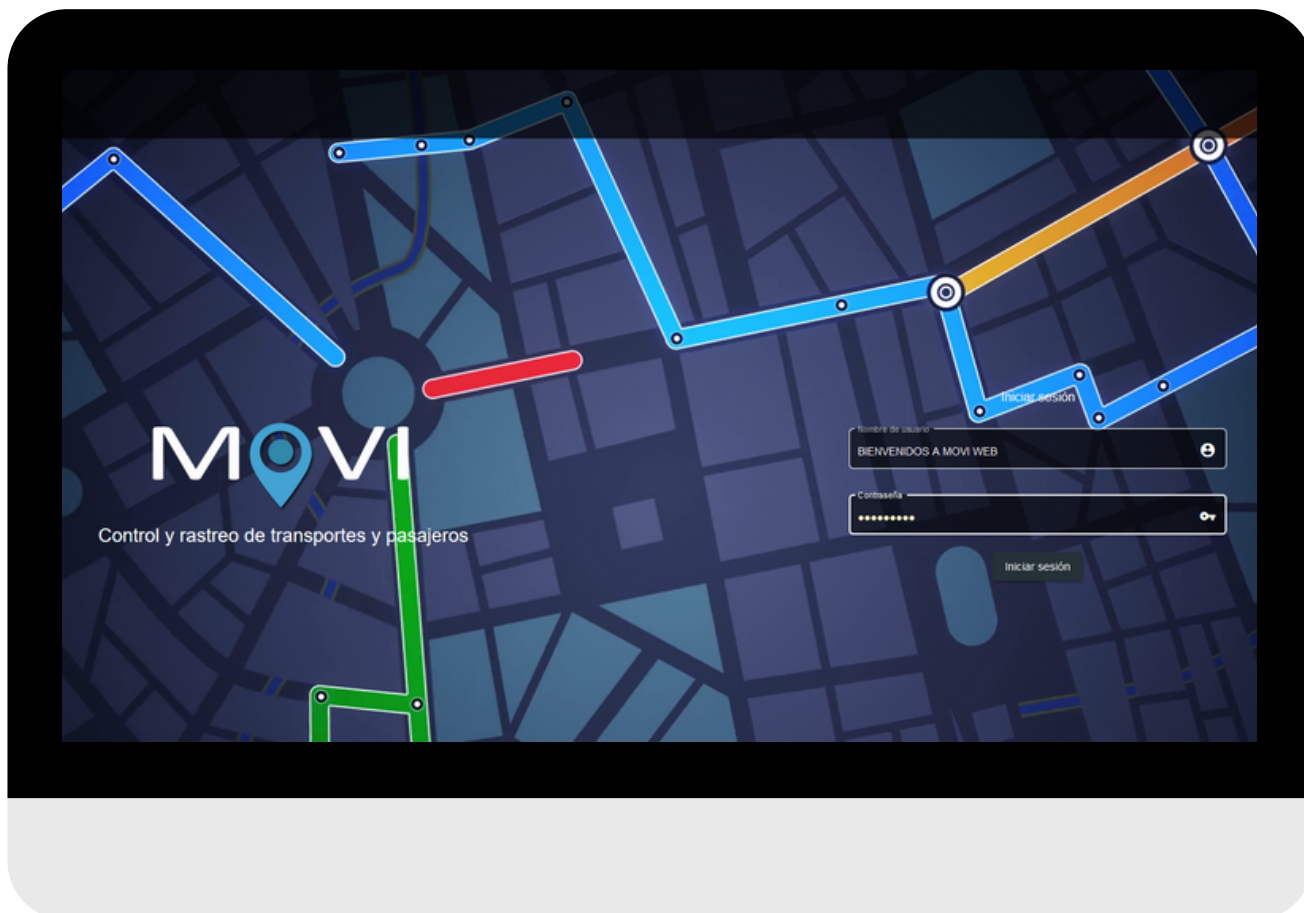 MOVI
Control y rastreo de transportes y pasajeros
Iniciar sesión
Nombre de usuario
BIENVENIDOS A MOVI WEB
Contraseña
•••••••••
Iniciar sesión